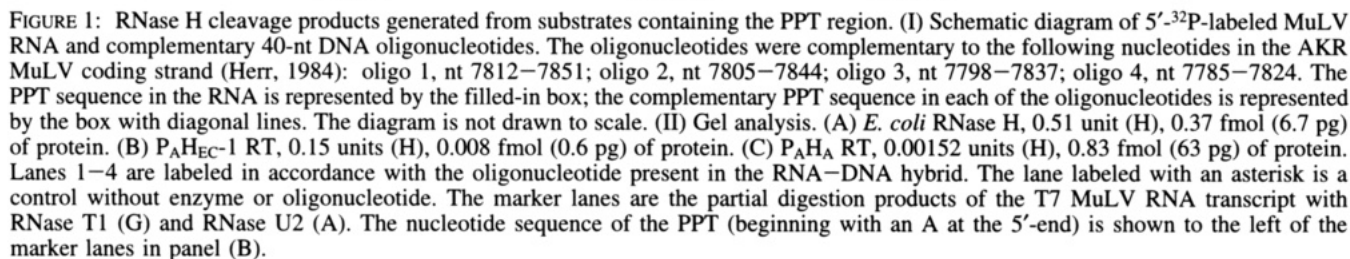 FIGURE 1: RNase H cleavage products generated from substrates containing the PPT region. (I) Schematic diagram of 5′-³²P-labeled MuLV
RNA and complementary 40-nt DNA oligonucleotides. The oligonucleotides were complementary to the following nucleotides in the AKR
MuLV coding strand (Herr, 1984): oligo 1, nt 7812−7851; oligo 2, nt 7805−7844; oligo 3, nt 7798−7837; oligo 4, nt 7785−7824. The
PPT sequence in the RNA is represented by the filled-in box; the complementary PPT sequence in each of the oligonucleotides is represented
by the box with diagonal lines. The diagram is not drawn to scale. (II) Gel analysis. (A) E. coli RNase H, 0.51 unit (H), 0.37 fmol (6.7 pg)
of protein. (B) PAHEC-1 RT, 0.15 units (H), 0.008 fmol (0.6 pg) of protein. (C) PAHA RT, 0.00152 units (H), 0.83 fmol (63 pg) of protein.
Lanes 1−4 are labeled in accordance with the oligonucleotide present in the RNA−DNA hybrid. The lane labeled with an asterisk is a
control without enzyme or oligonucleotide. The marker lanes are the partial digestion products of the T7 MuLV RNA transcript with
RNase T1 (G) and RNase U2 (A). The nucleotide sequence of the PPT (beginning with an A at the 5′-end) is shown to the left of the
marker lanes in panel (B).